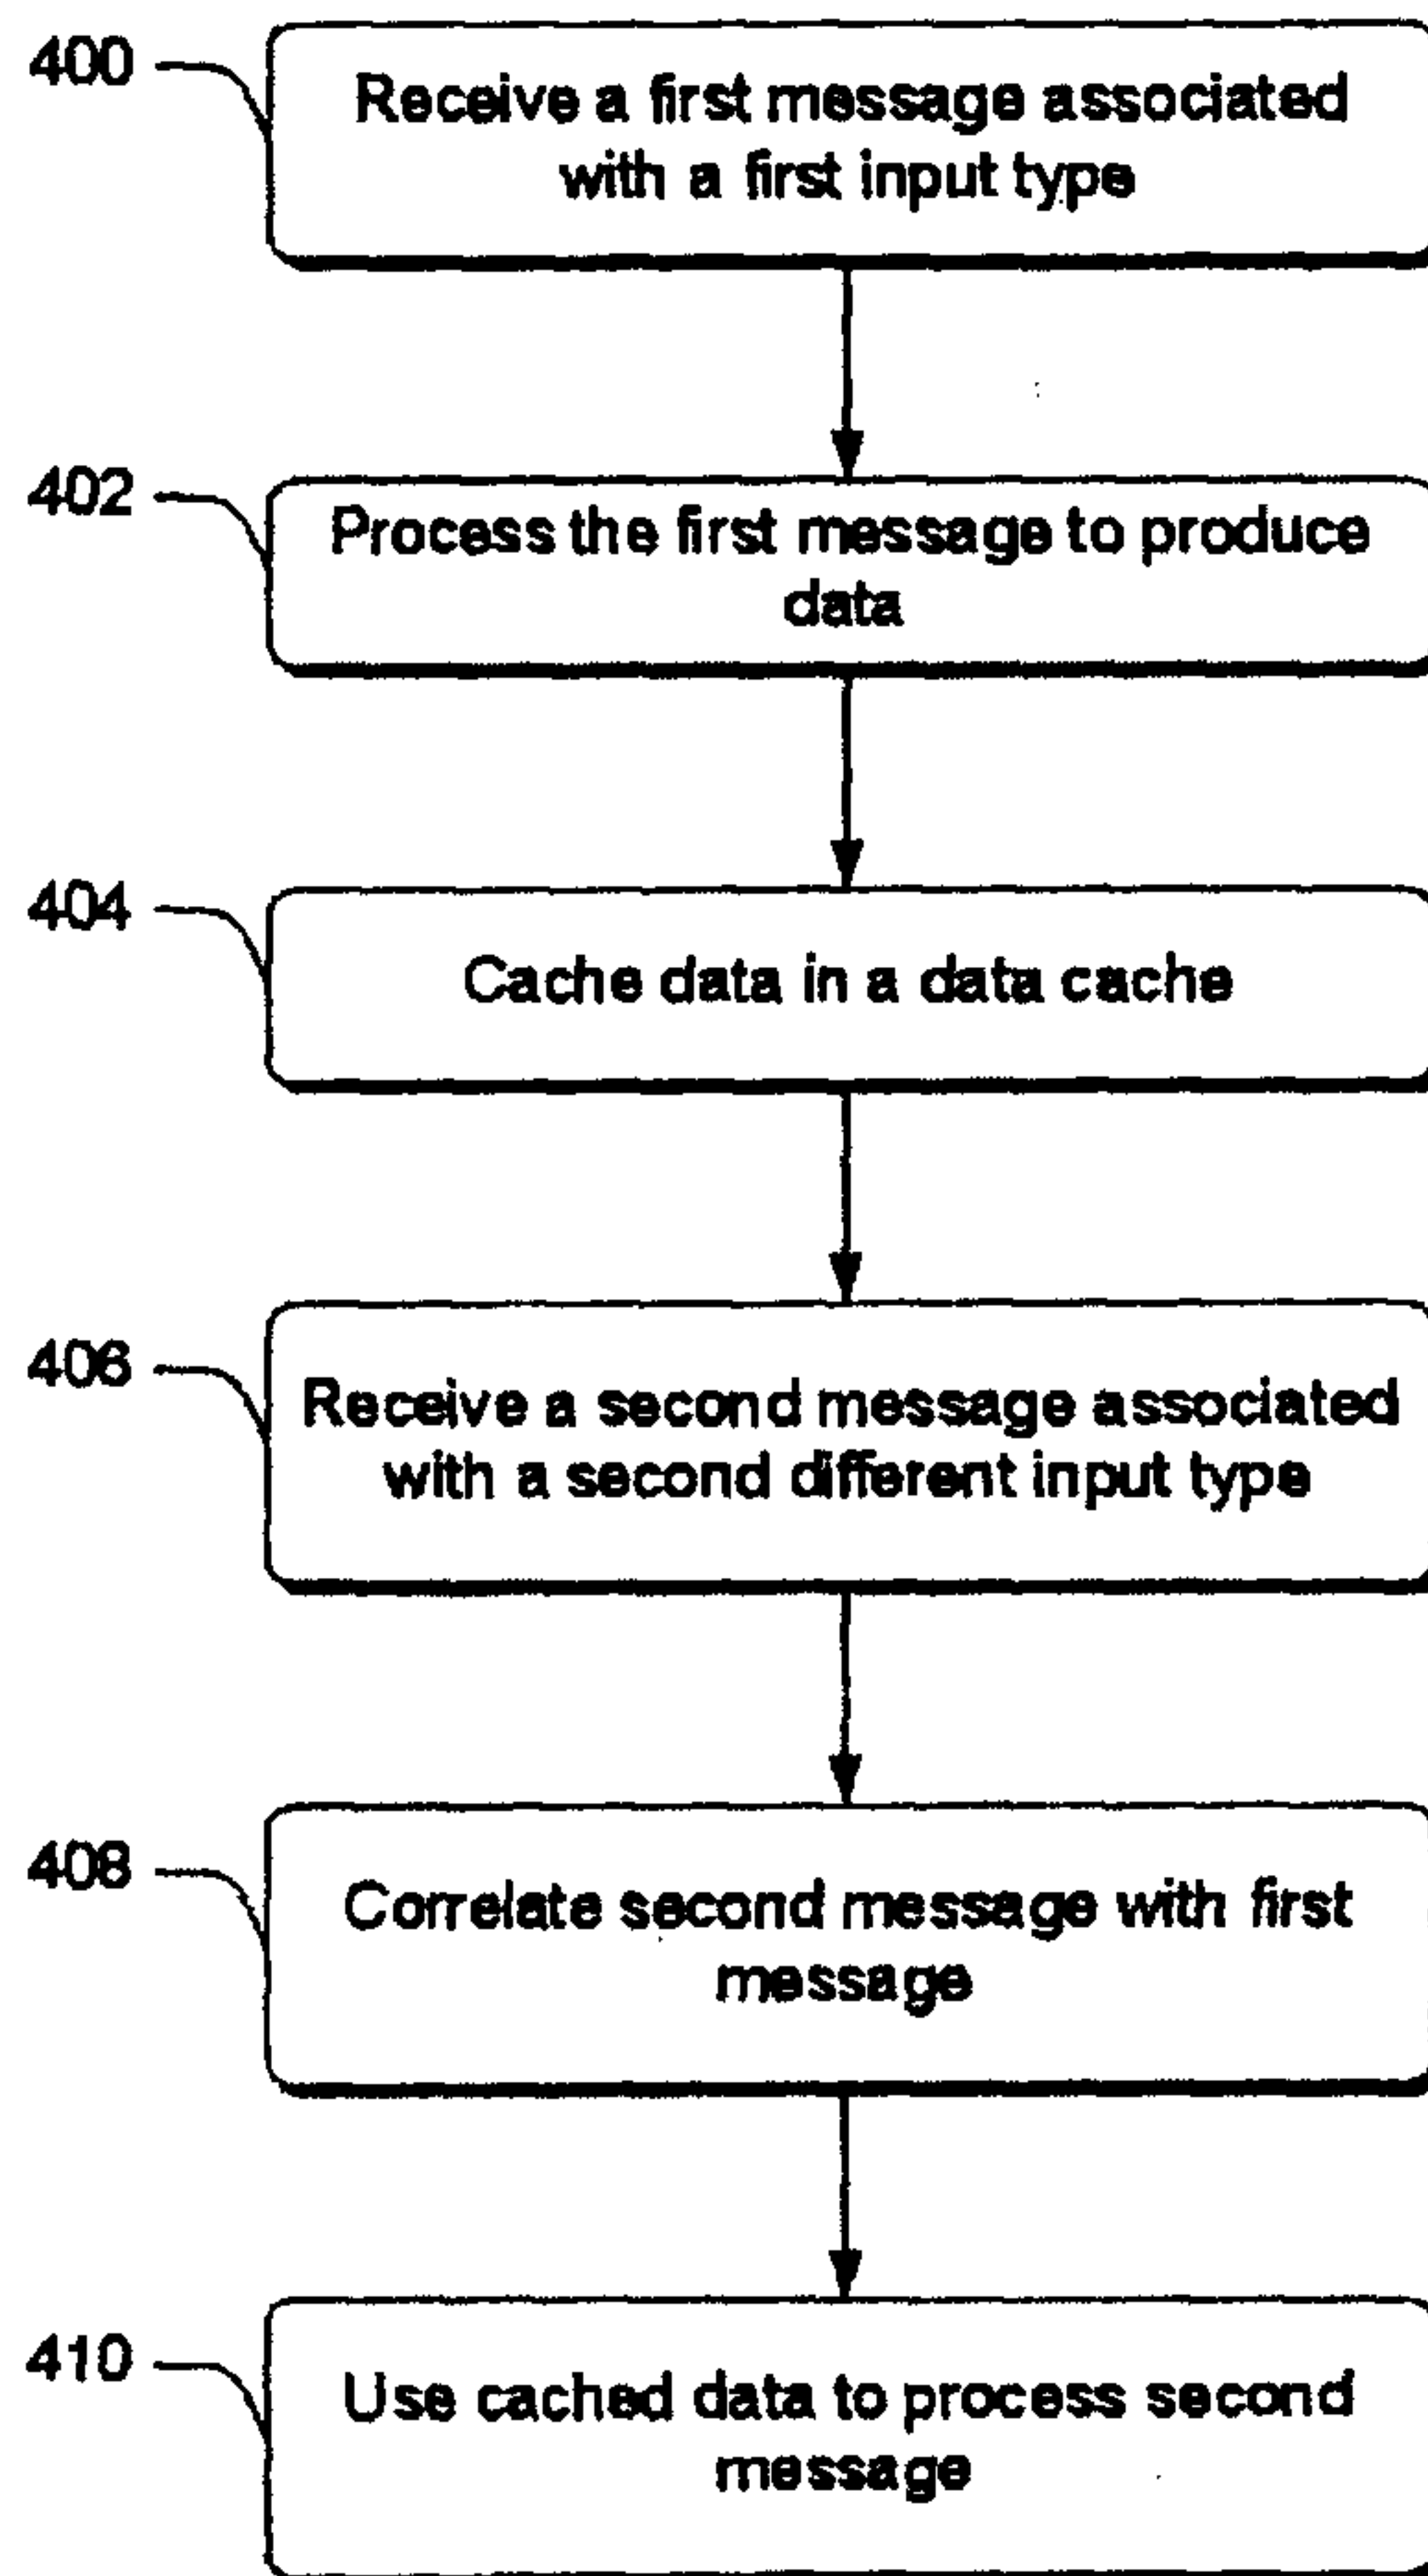 400
Receive a first message associated
with a first input type
402
Process the first message to produce
data
404
Cache data in a data cache
406
Receive a second message associated
with a second different input type
408
Correlate second message with first
message
410
Use cached data to process second
message